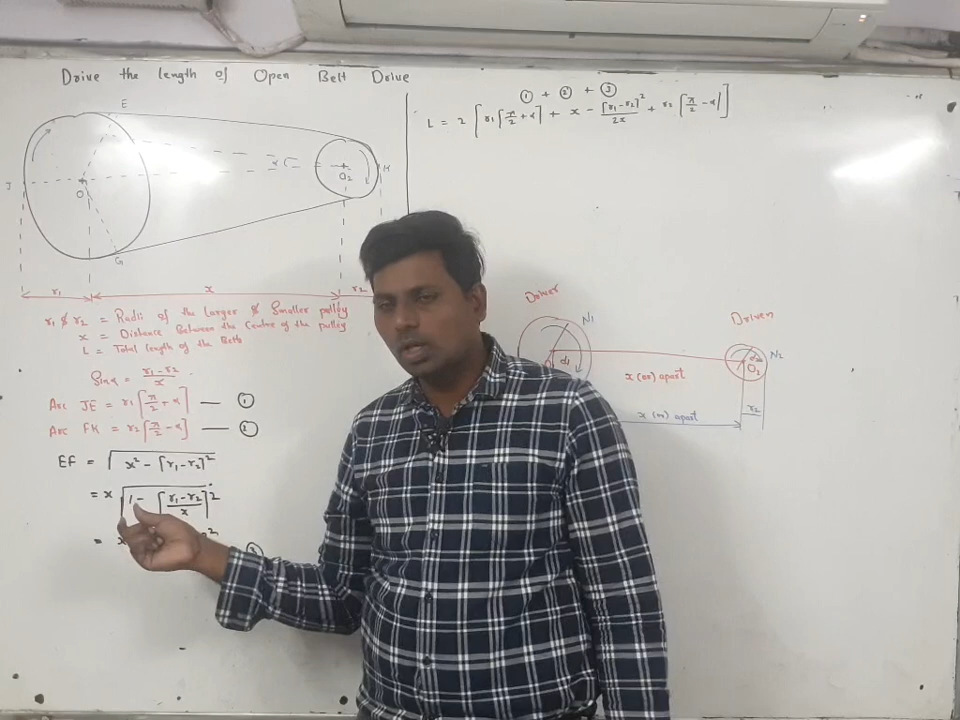 Drive the length of Open Belt Drive
E
J
O
α
O2
H
G1
r1
x
r2
r1 & r2 = Radii of the Larger & Smaller pulley
x = Distance Between the Centre of the pulley
L = Total length of the Belt
Sinα = r1-r2/x
Arc JE = r1[π/2 + α] — ①
Arc FK = r2[π/2 - α] — ②
EF = √x² - [r1-r2]²
= x √1 - [r1-r2/x]²
= x
① + ② + ③
L = 2 [r1[π/2 + α] + x - [r1-r2]²/2x + r2[π/2 - α]]
Driver
N1
d1
Driven
N2
d2
O2
x (m) apart
x (m) apart
r2